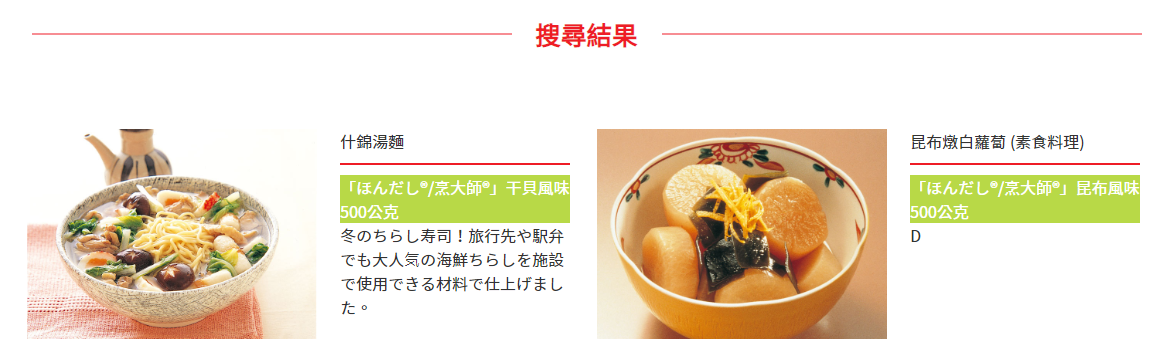 搜尋結果
什錦湯麵
「ほんだし®/烹大師®」干貝風味
500公克
冬のちらし寿司！旅行先や駅弁
でも大人気の海鮮ちらしを施設
で使用できる材料で仕上げまし
た。
昆布燉白蘿蔔 (素食料理)
「ほんだし®/烹大師®」昆布風味
500公克
D